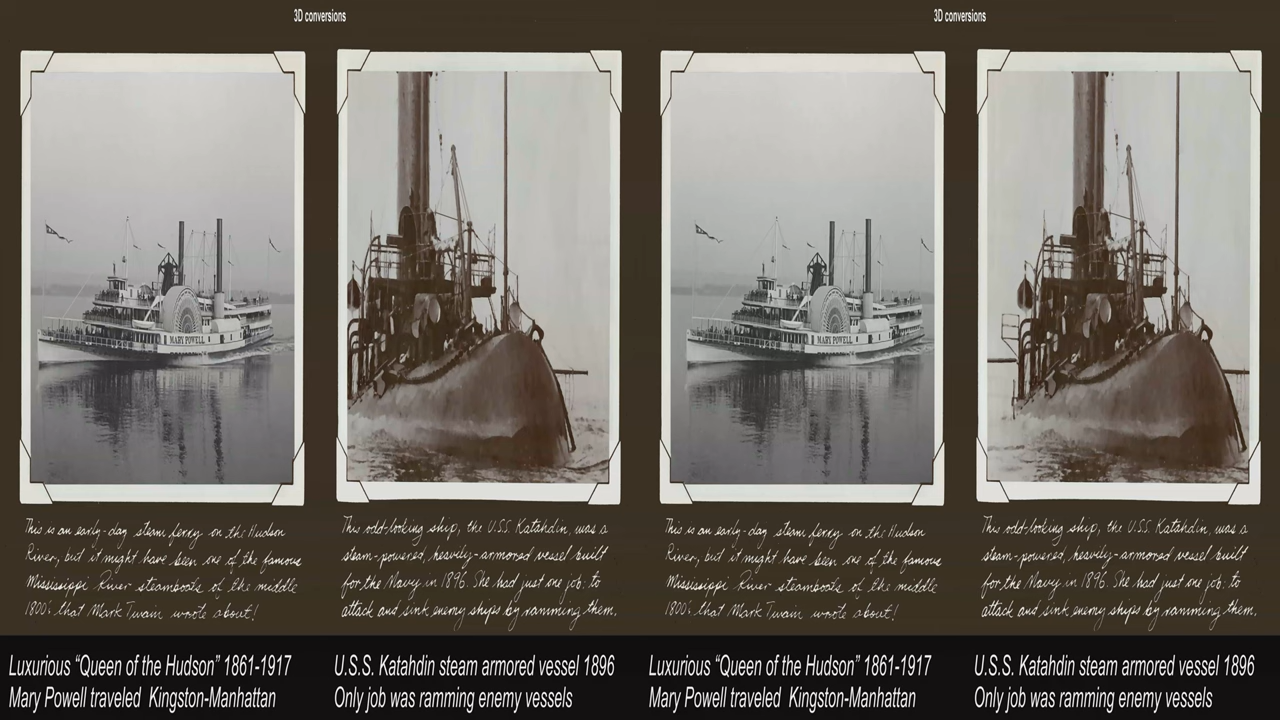 3D conversions
3D conversions
MARY POWELL
MARY POWELL
This is an early-day steam ferry on the Hudson
River, but it might have been one of the famous
Mississippi River steamboats of the middle
1800's that Mark Twain wrote about!
This odd-looking ship, the U.S.S. Katahdin, was a
steam-powered, heavily-armored vessel built
for the Navy in 1896. She had just one job: to
attack and sink enemy ships by ramming them.
This is an early-day steam ferry on the Hudson
River, but it might have been one of the famous
Mississippi River steamboats of the middle
1800's that Mark Twain wrote about!
This odd-looking ship, the U.S.S. Katahdin, was a
steam-powered, heavily-armored vessel built
for the Navy in 1896. She had just one job: to
attack and sink enemy ships by ramming them.
Luxurious “Queen of the Hudson” 1861-1917
Mary Powell traveled Kingston-Manhattan
U.S.S. Katahdin steam armored vessel 1896
Only job was ramming enemy vessels
Luxurious “Queen of the Hudson” 1861-1917
Mary Powell traveled Kingston-Manhattan
U.S.S. Katahdin steam armored vessel 1896
Only job was ramming enemy vessels